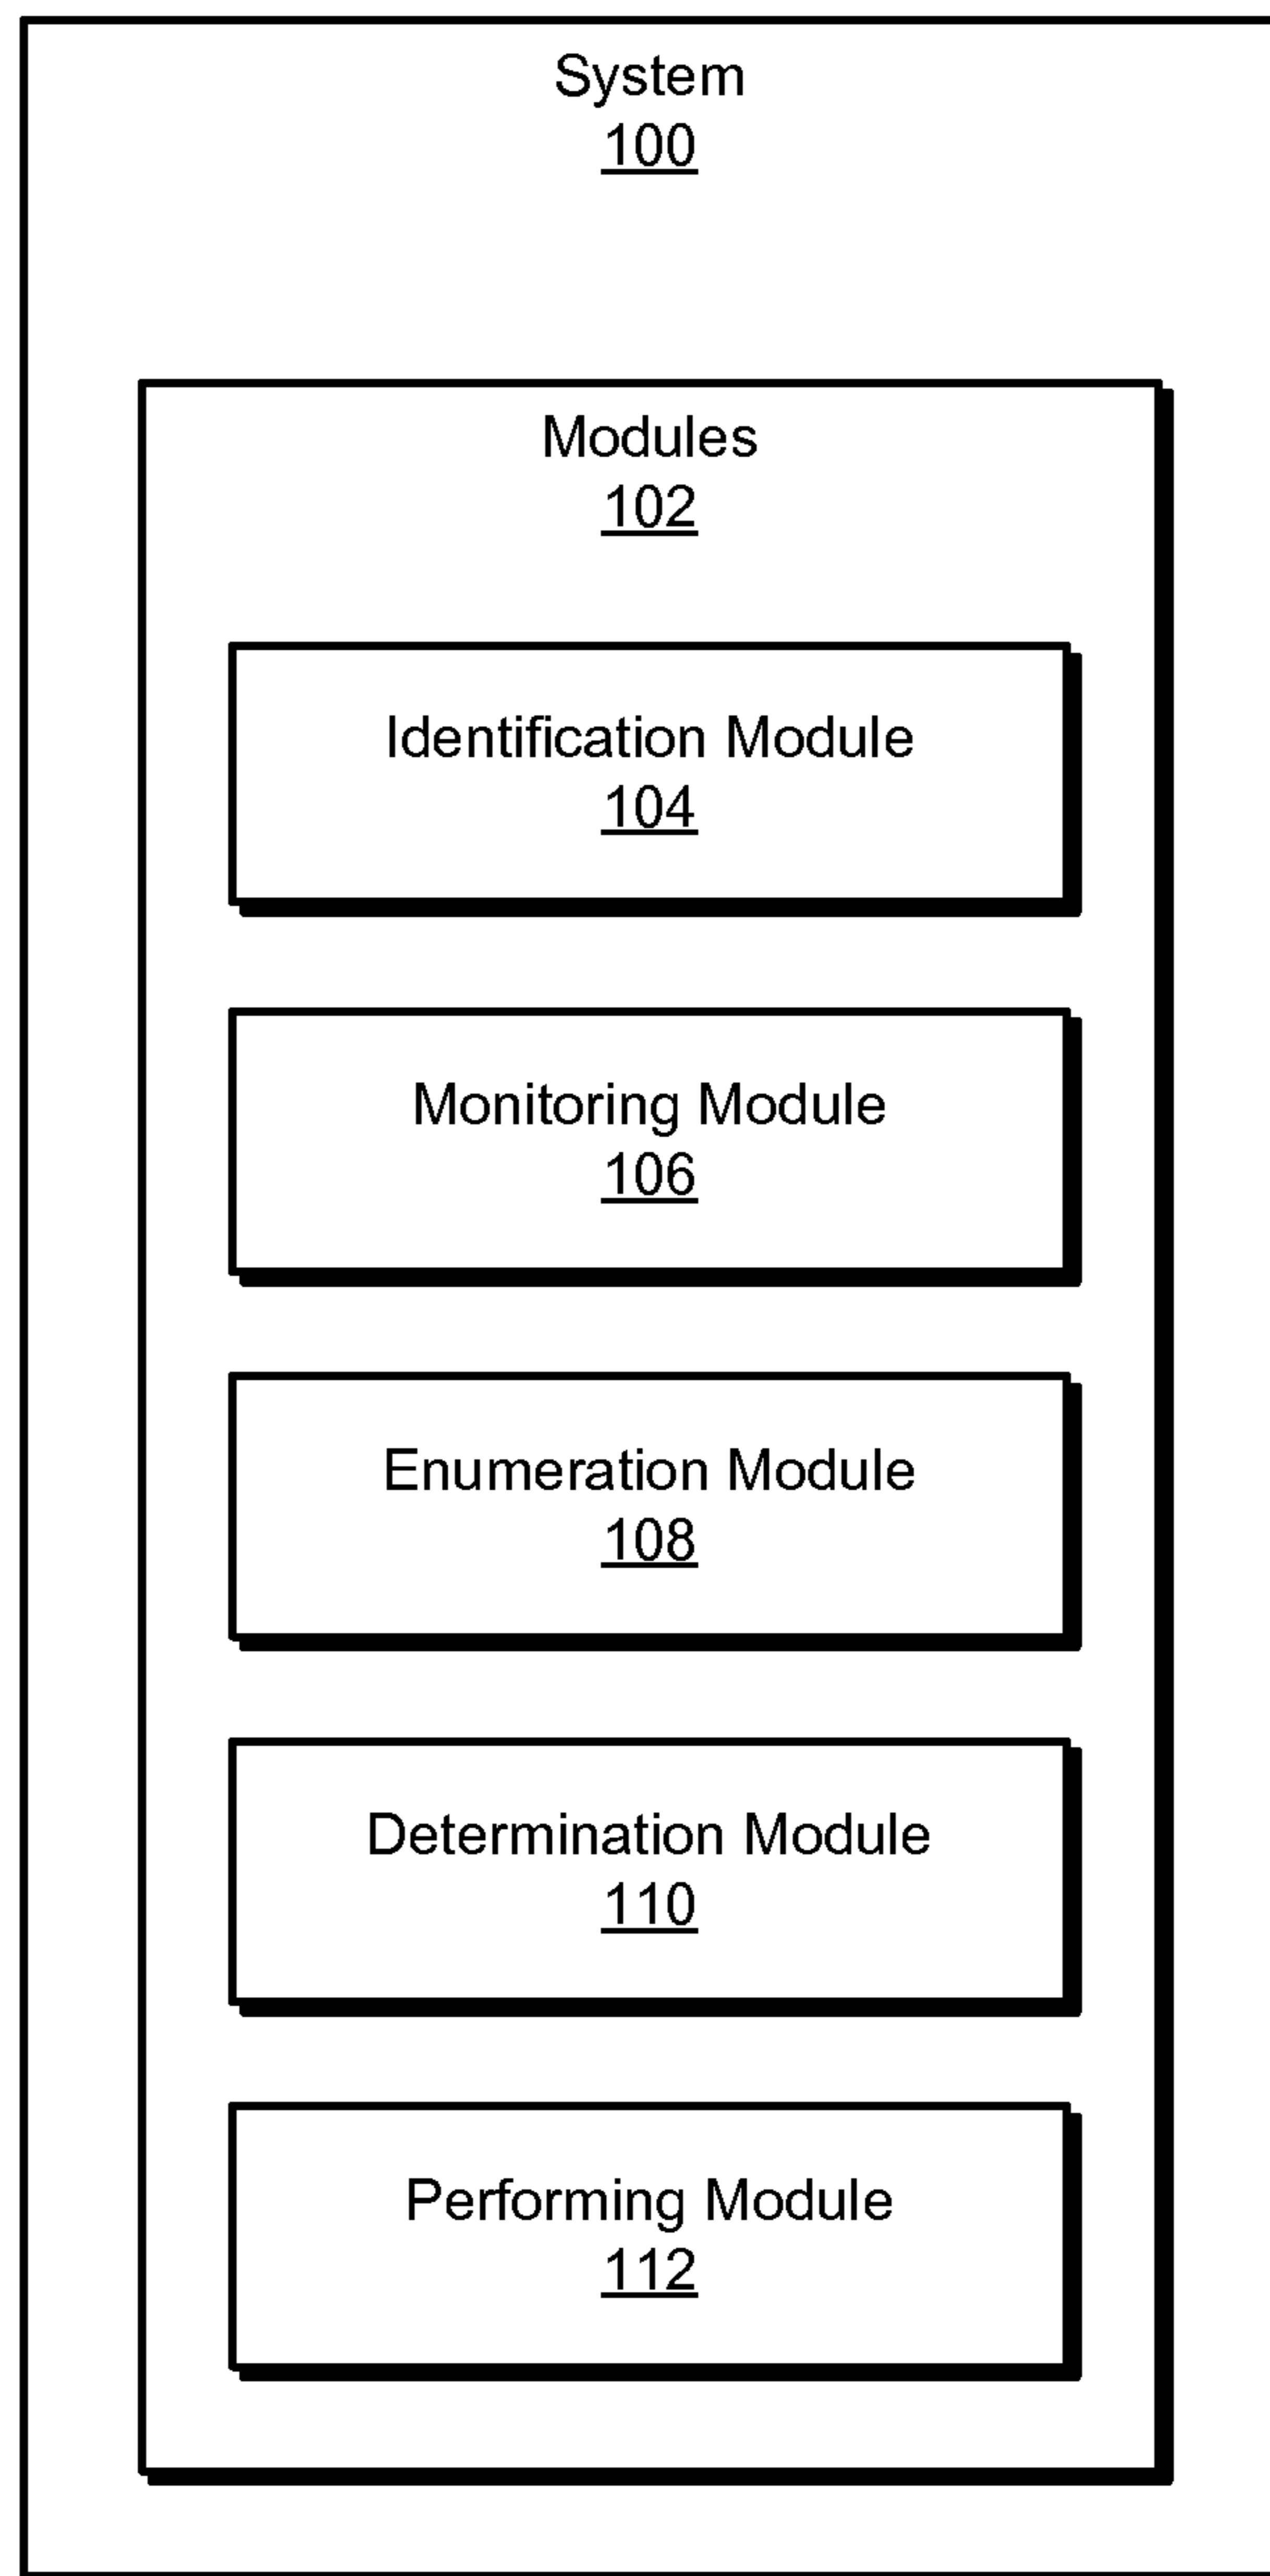 System
100
Modules
102
Identification Module
104
Monitoring Module
106
Enumeration Module
108
Determination Module
110
Performing Module
112